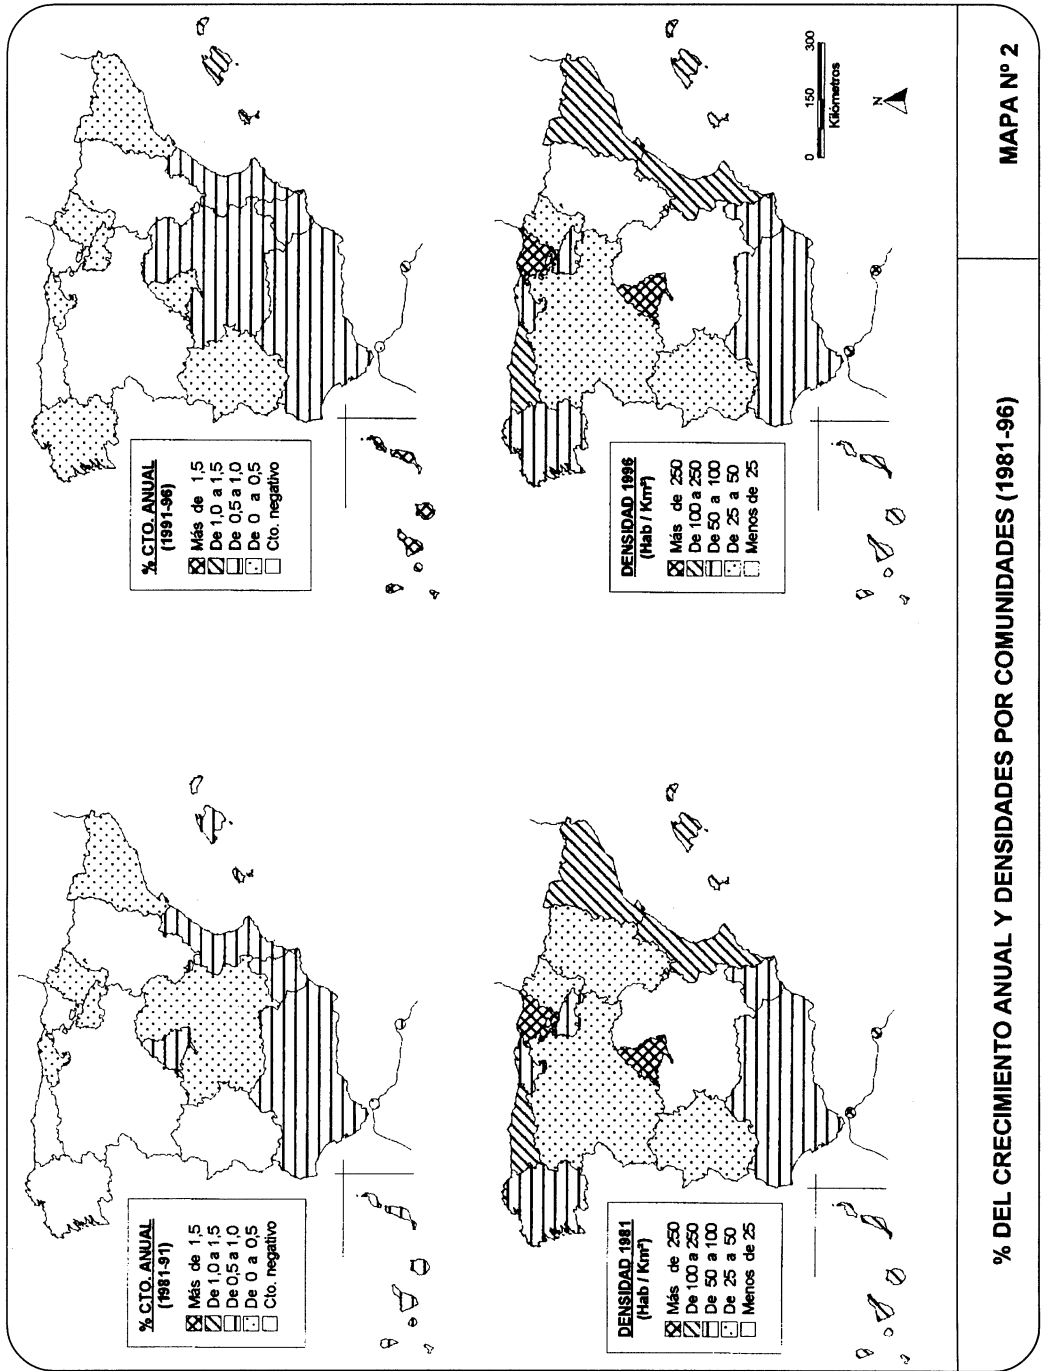 % CTO. ANUAL
(1981-91)
Más de 1,5
De 1,0 a 1,5
De 0,5 a 1,0
De 0 a 0,5
Cto. negativo
% CTO. ANUAL
(1991-96)
Más de 1,5
De 1,0 a 1,5
De 0,5 a 1,0
De 0 a 0,5
Cto. negativo
DENSIDAD 1981
(Hab / Km²)
Más de 250
De 100 a 250
De 50 a 100
De 25 a 50
Menos de 25
DENSIDAD 1996
(Hab / Km²)
Más de 250
De 100 a 250
De 50 a 100
De 25 a 50
Menos de 25
N
0 150 300
Kilómetros
% DEL CRECIMIENTO ANUAL Y DENSIDADES POR COMUNIDADES (1981-96)
MAPA Nº 2